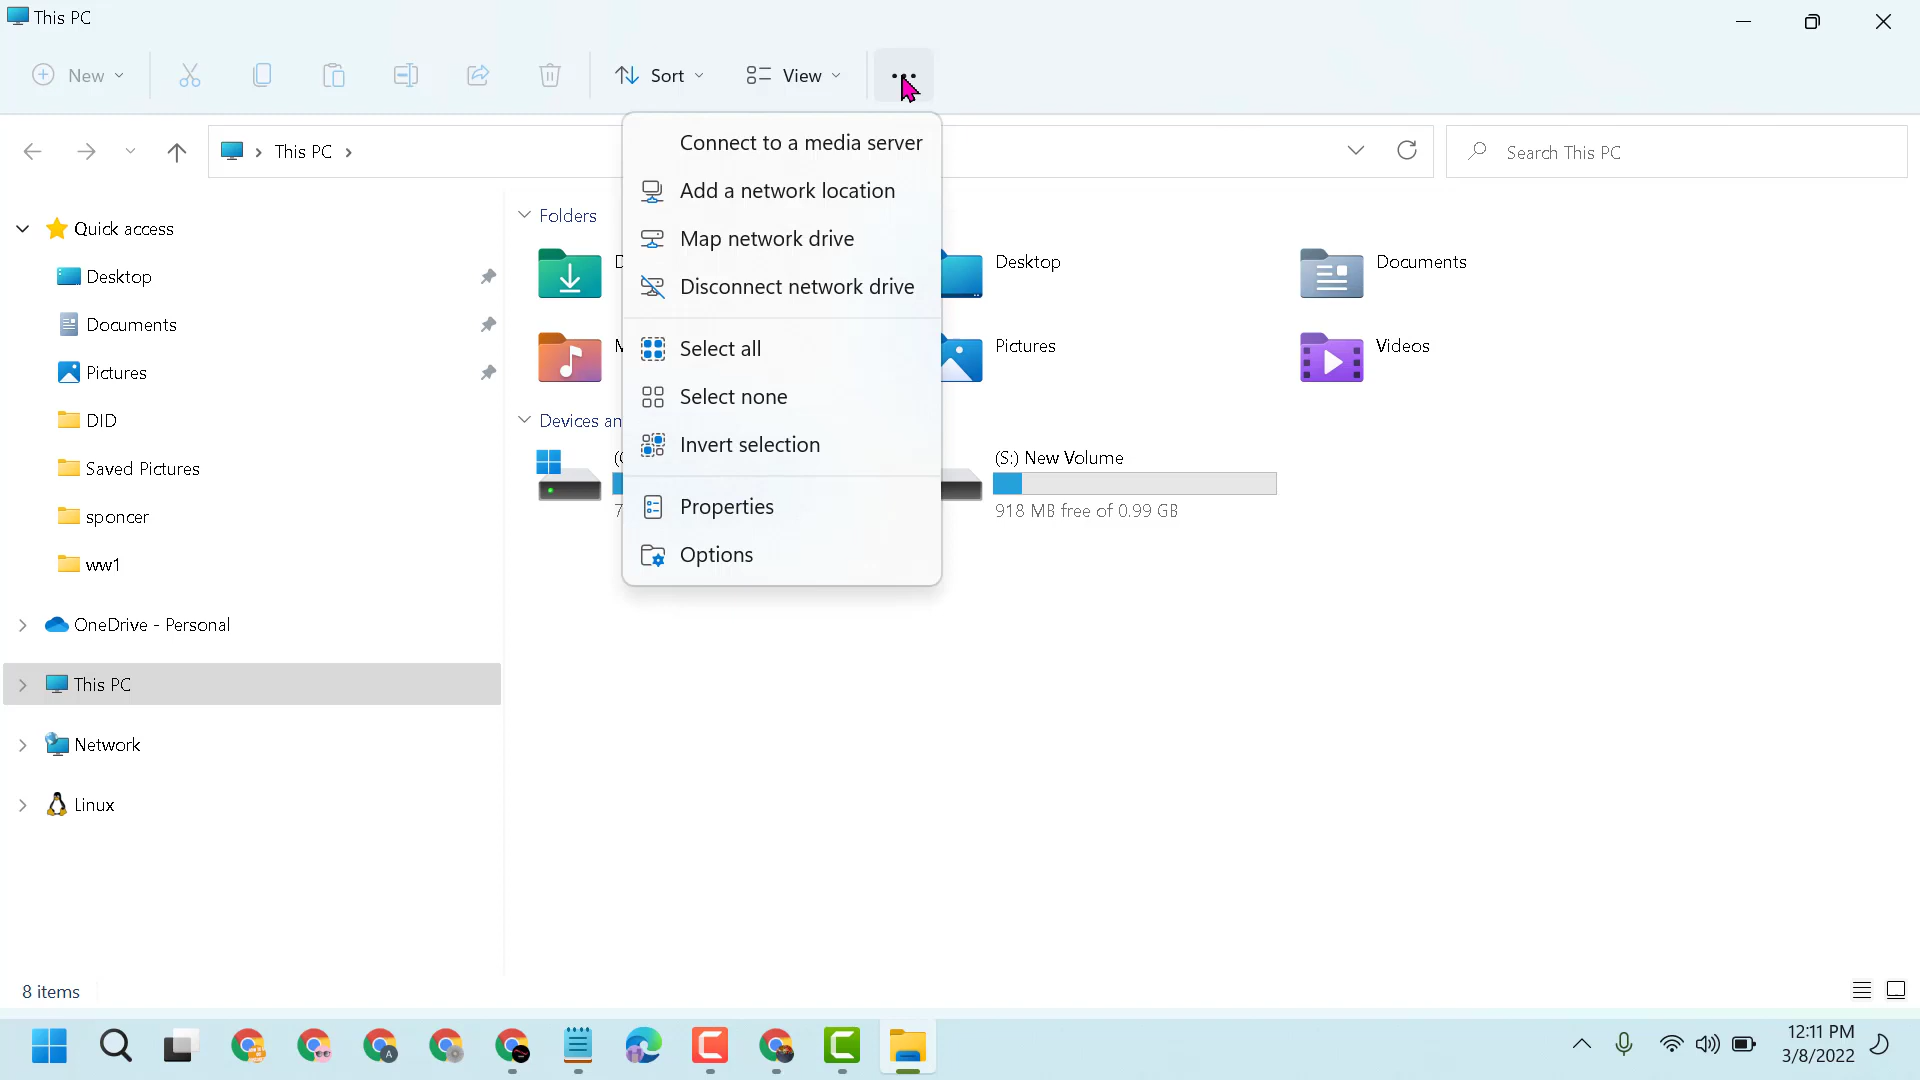 This PC
New
Sort
View
This PC
Search This PC
Connect to a media server
Add a network location
Map network drive
Disconnect network drive
Select all
Select none
Invert selection
Properties
Options
Quick access
Desktop
Documents
Pictures
DID
Saved Pictures
sponcer
ww1
OneDrive - Personal
This PC
Network
Linux
Folders
Desktop
Documents
Pictures
Videos
Devices an
(S:) New Volume
918 MB free of 0.99 GB
8 items
A
12:11 PM
3/8/2022